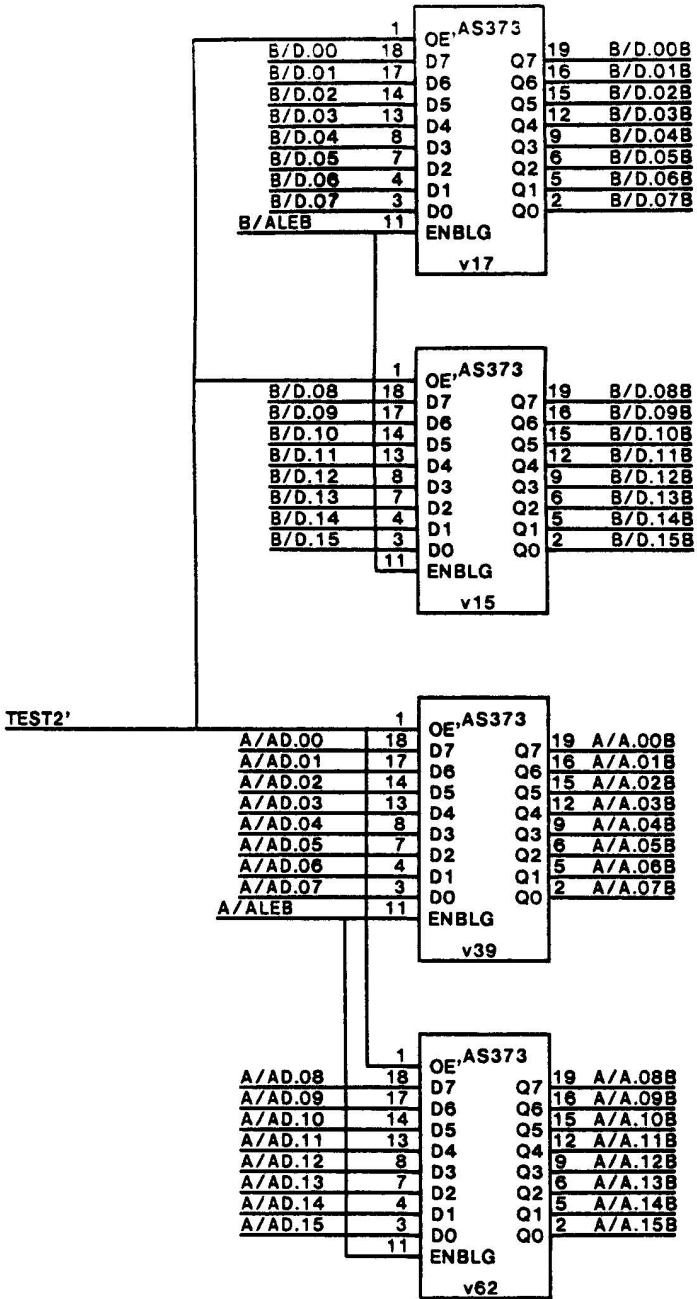 1 OE' AS373
B/D.00 18 D7 Q7 19 B/D.00B
B/D.01 17 D6 Q6 16 B/D.01B
B/D.02 14 D5 Q5 15 B/D.02B
B/D.03 13 D4 Q4 12 B/D.03B
B/D.04 8 D3 Q3 9 B/D.04B
B/D.05 7 D2 Q2 6 B/D.05B
B/D.06 4 D1 Q1 5 B/D.06B
B/D.07 3 D0 Q0 2 B/D.07B
B/ALEB 11 ENBLG
v17
1 OE' AS373
B/D.08 18 D7 Q7 19 B/D.08B
B/D.09 17 D6 Q6 16 B/D.09B
B/D.10 14 D5 Q5 15 B/D.10B
B/D.11 13 D4 Q4 12 B/D.11B
B/D.12 8 D3 Q3 9 B/D.12B
B/D.13 7 D2 Q2 6 B/D.13B
B/D.14 4 D1 Q1 5 B/D.14B
B/D.15 3 D0 Q0 2 B/D.15B
11 ENBLG
v15
TEST2' 1 OE' AS373
A/AD.00 18 D7 Q7 19 A/A.00B
A/AD.01 17 D6 Q6 16 A/A.01B
A/AD.02 14 D5 Q5 15 A/A.02B
A/AD.03 13 D4 Q4 12 A/A.03B
A/AD.04 8 D3 Q3 9 A/A.04B
A/AD.05 7 D2 Q2 6 A/A.05B
A/AD.06 4 D1 Q1 5 A/A.06B
A/AD.07 3 D0 Q0 2 A/A.07B
A/ALEB 11 ENBLG
v39
1 OE' AS373
A/AD.08 18 D7 Q7 19 A/A.08B
A/AD.09 17 D6 Q6 16 A/A.09B
A/AD.10 14 D5 Q5 15 A/A.10B
A/AD.11 13 D4 Q4 12 A/A.11B
A/AD.12 8 D3 Q3 9 A/A.12B
A/AD.13 7 D2 Q2 6 A/A.13B
A/AD.14 4 D1 Q1 5 A/A.14B
A/AD.15 3 D0 Q0 2 A/A.15B
11 ENBLG
v62